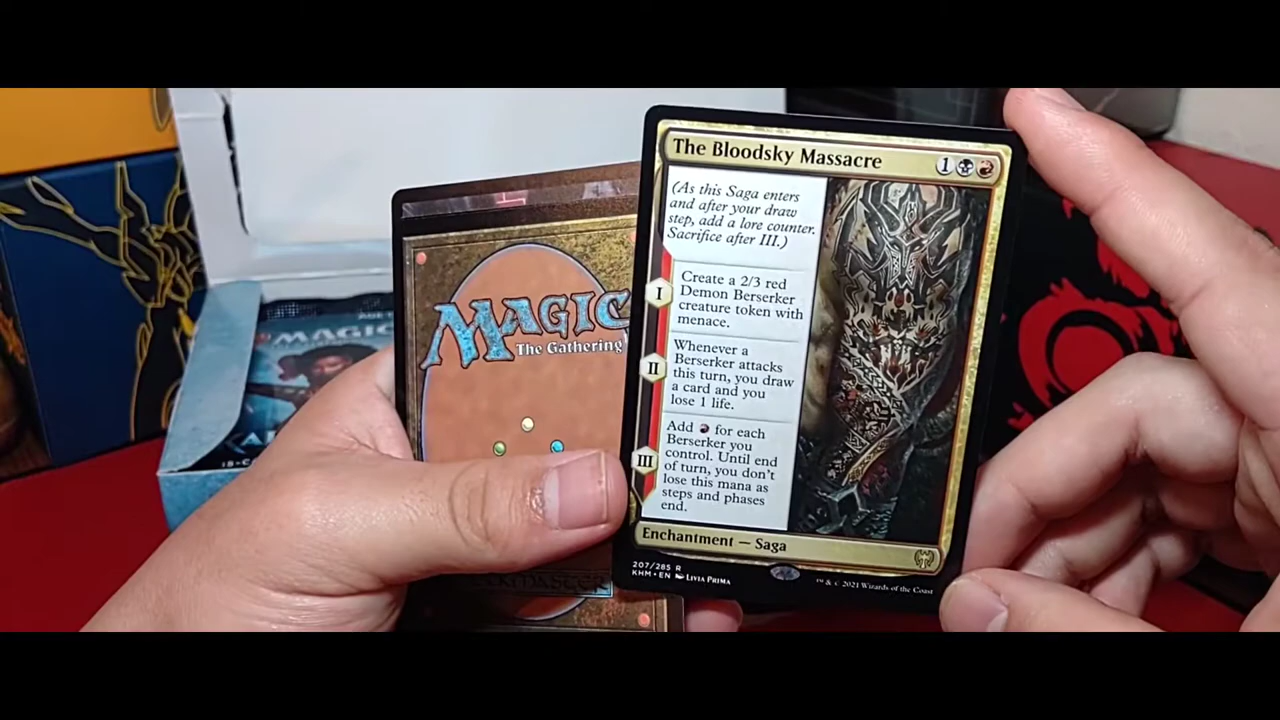 The Bloodsky Massacre 1
(As this Saga enters
and after your draw
step, add a lore counter.
Sacrifice after III.)
I
Create a 2/3 red
Demon Berserker
creature token with
menace.
II
Whenever a
Berserker attacks
this turn, you draw
a card and you
lose 1 life.
III
Add for each
Berserker you
control. Until end
of turn, you don't
lose this mana as
steps and phases
end.
Enchantment — Saga
207/285 R
KHM • EN LIVIA PRIMA
™ & © 2021 Wizards of the Coast
MAGIC
The Gathering
MAGIC